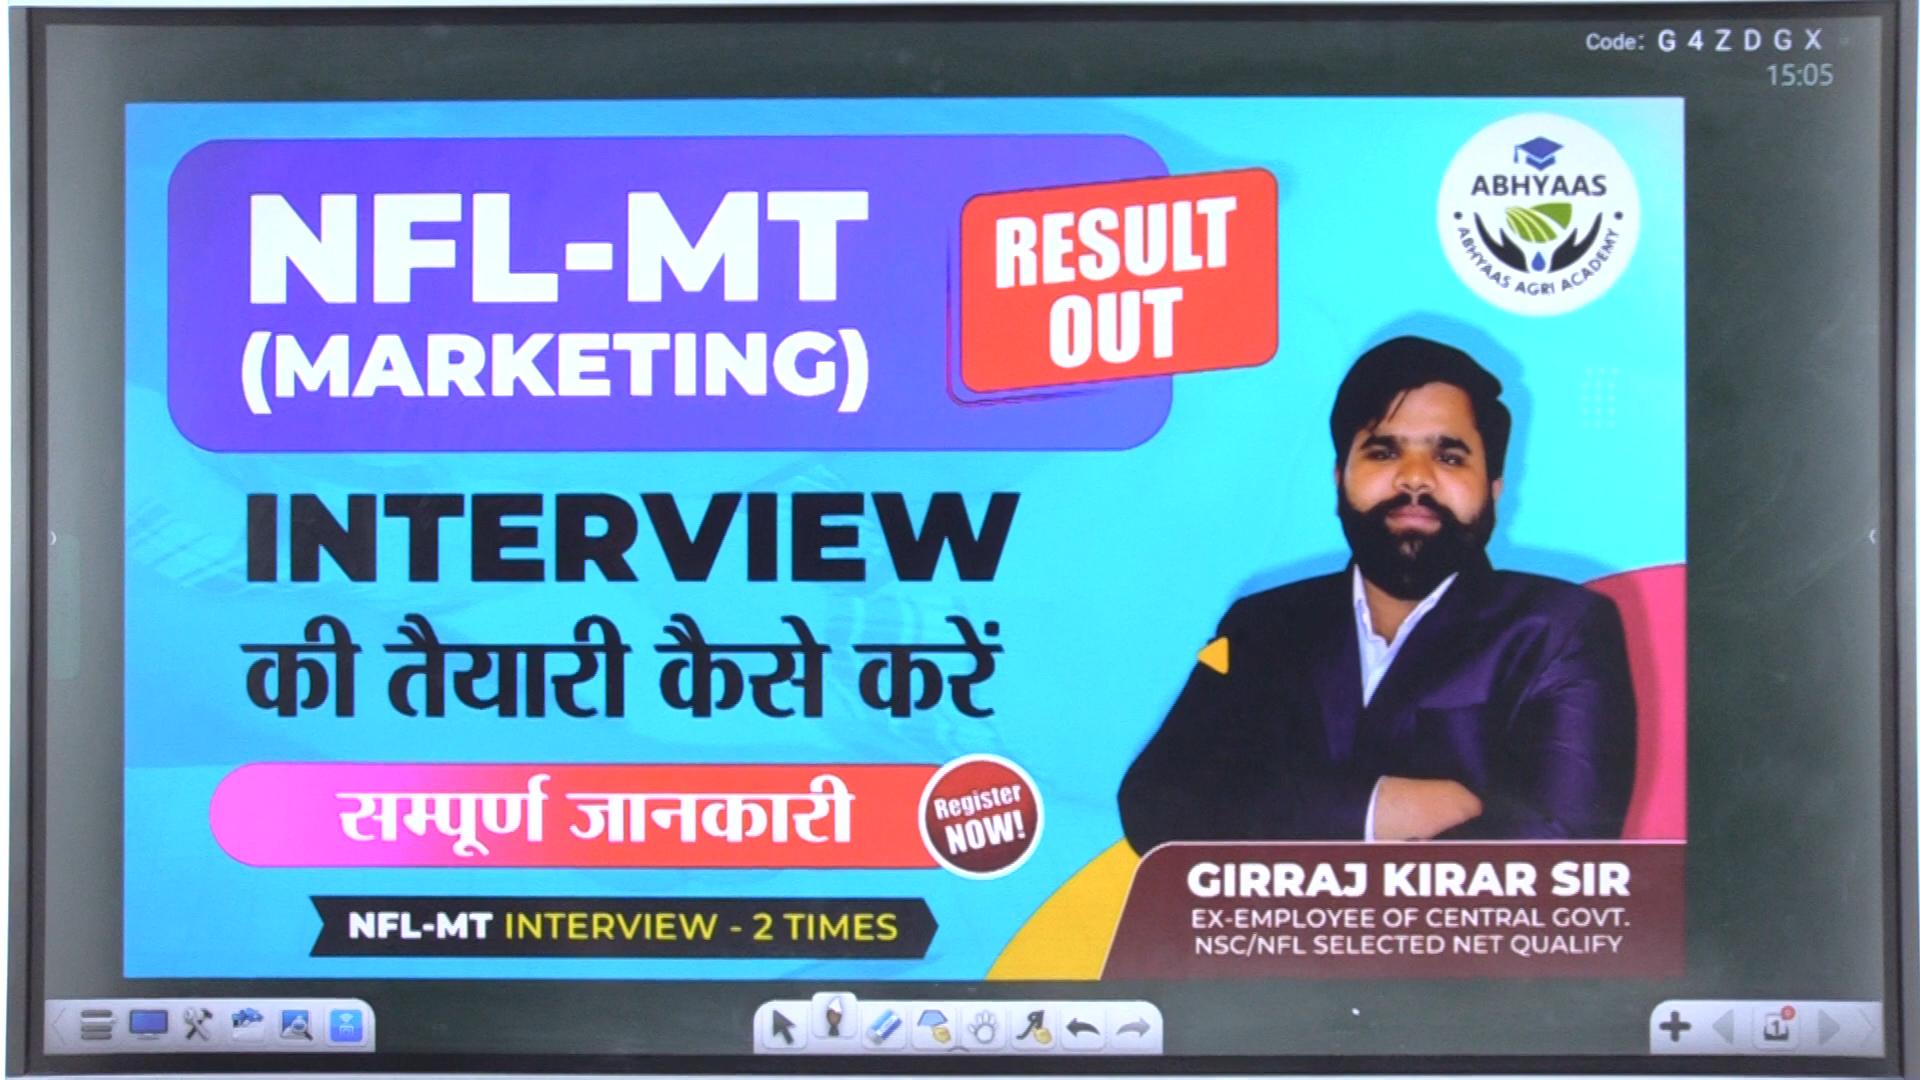 Code: G 4 Z D G X
15:05
NFL-MT
(MARKETING)
RESULT
OUT
ABHYAAS
ABHYAAS AGRI ACADEMY
INTERVIEW
की तैयारी कैसे करें
सम्पूर्ण जानकारी
Register
NOW!
NFL-MT INTERVIEW - 2 TIMES
GIRRAJ KIRAR SIR
EX-EMPLOYEE OF CENTRAL GOVT.
NSC/NFL SELECTED NET QUALIFY
1